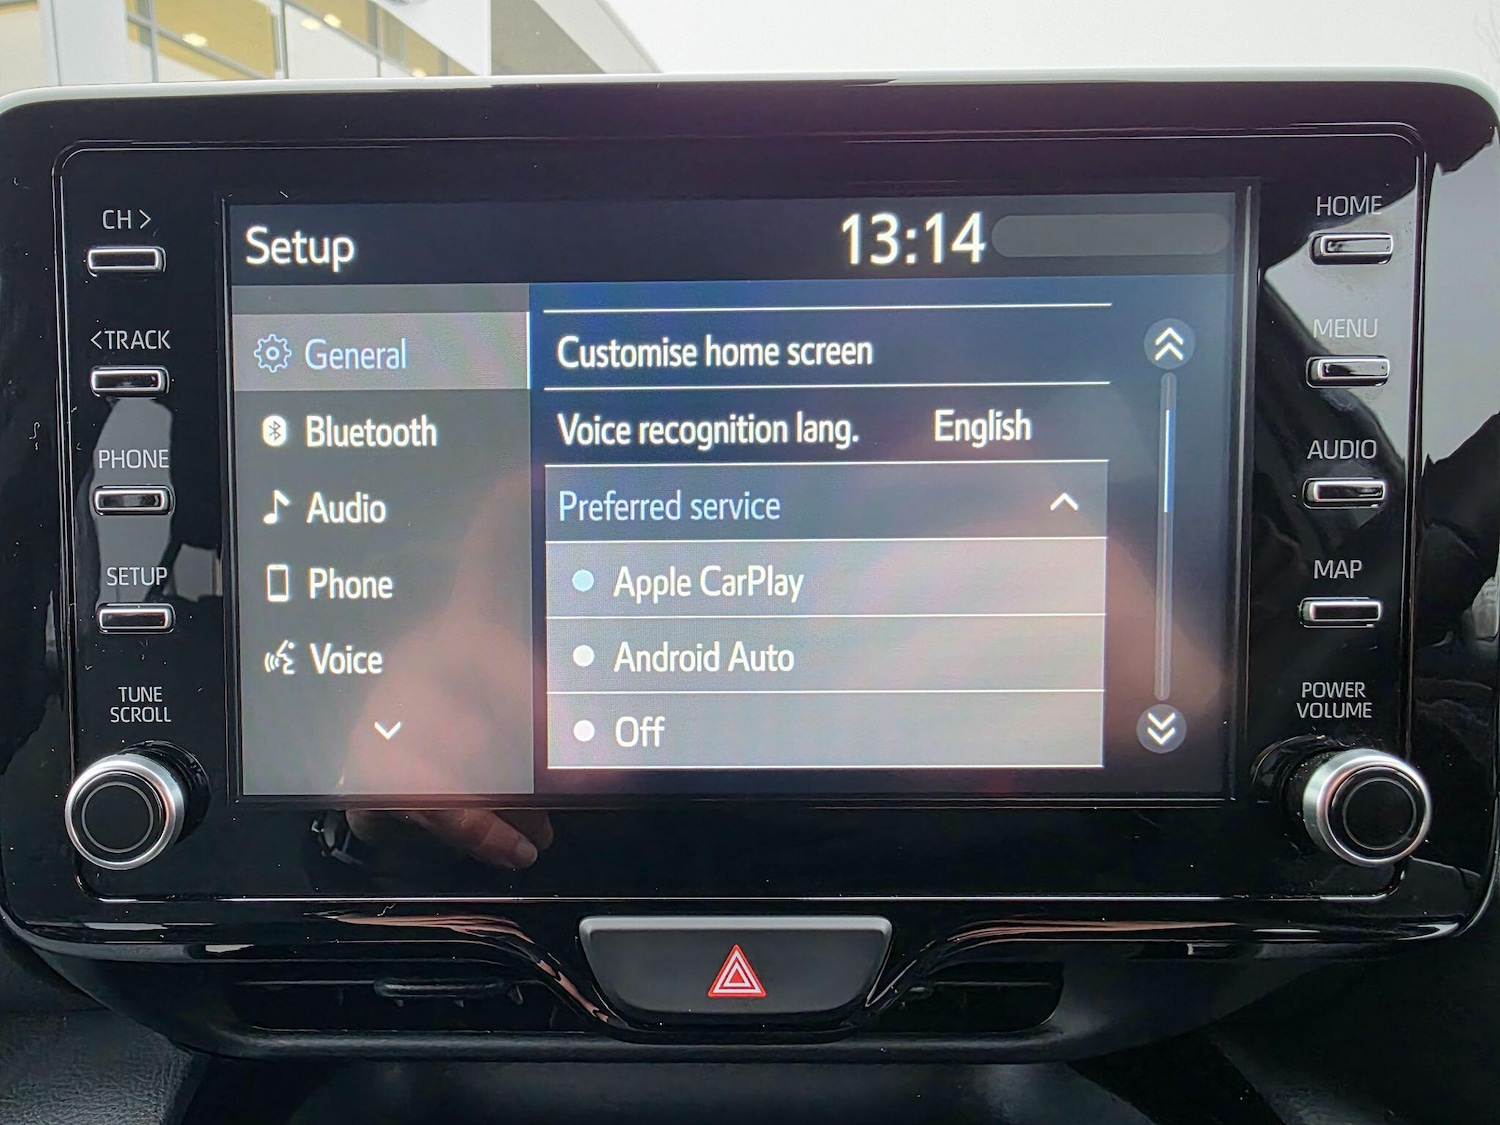 CH >
<TRACK
PHONE
SETUP
TUNE
SCROLL
Setup
13:14
General
Bluetooth
Audio
Phone
Voice
Customise home screen
Voice recognition lang. English
Preferred service
Apple CarPlay
Android Auto
Off
HOME
MENU
AUDIO
MAP
POWER
VOLUME